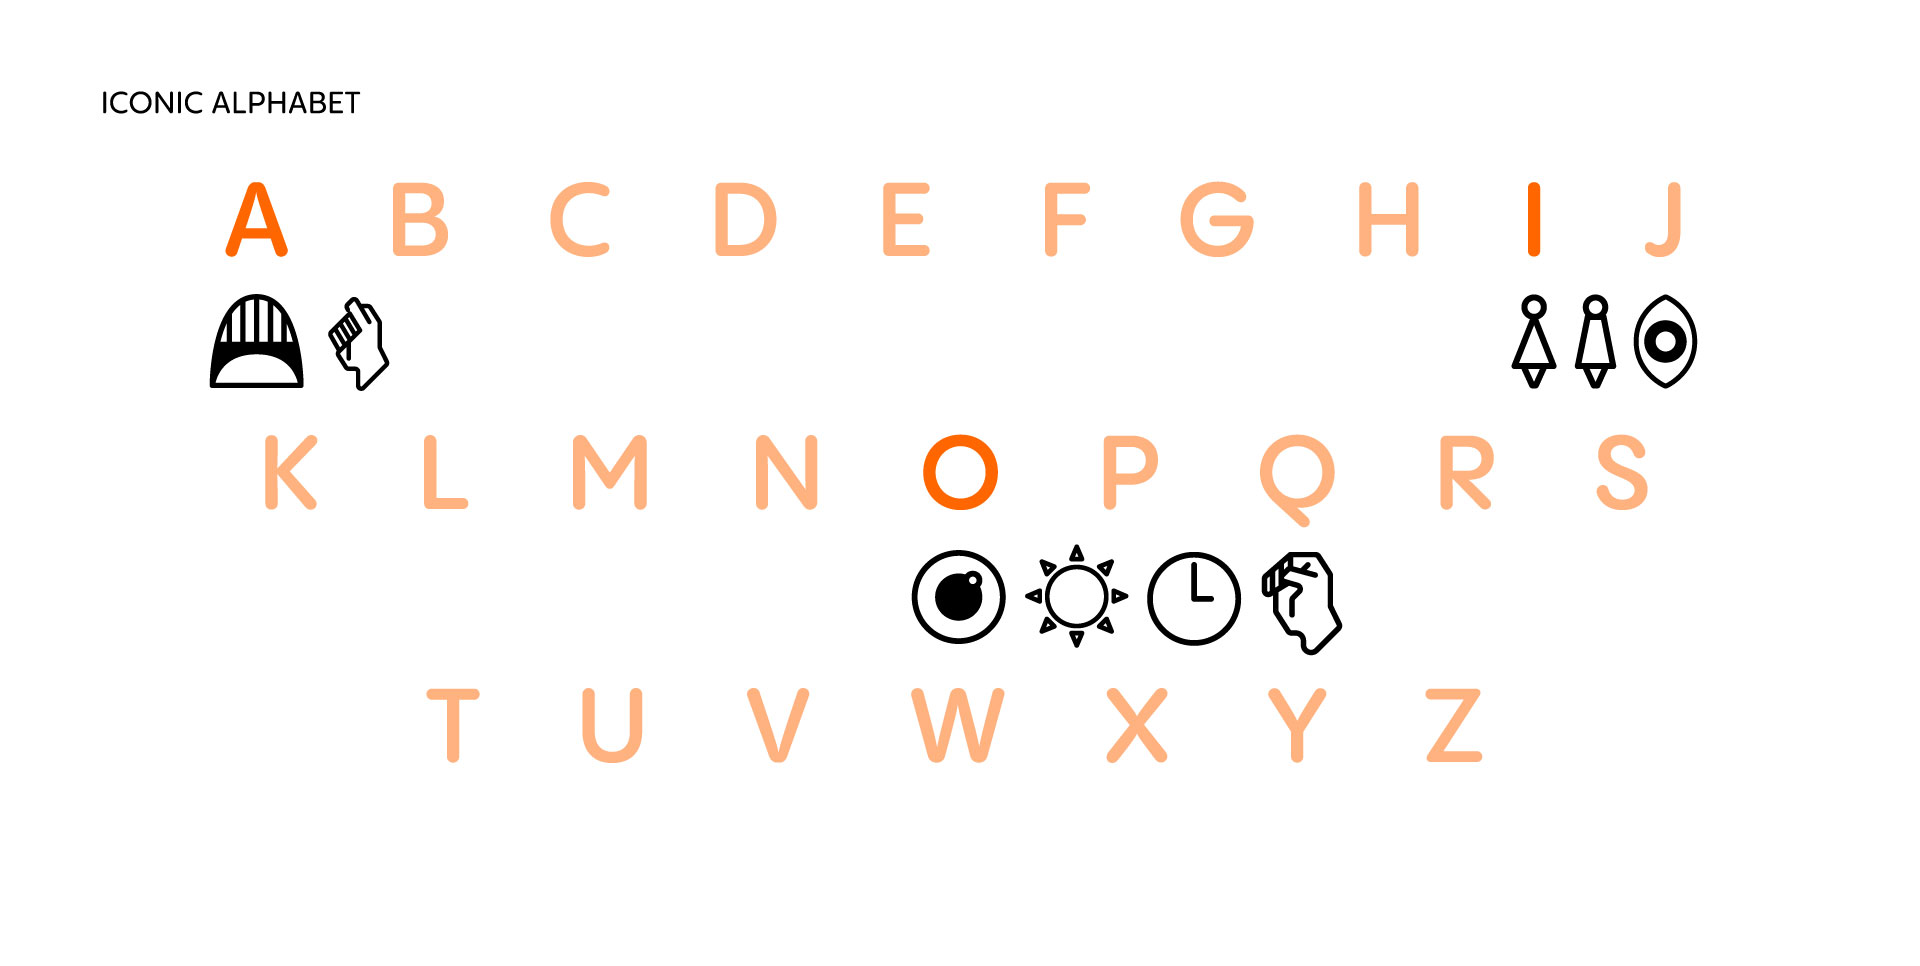 ICONIC ALPHABET
A B C D E F G H I J
K L M N O P Q R S
T U V W X Y Z